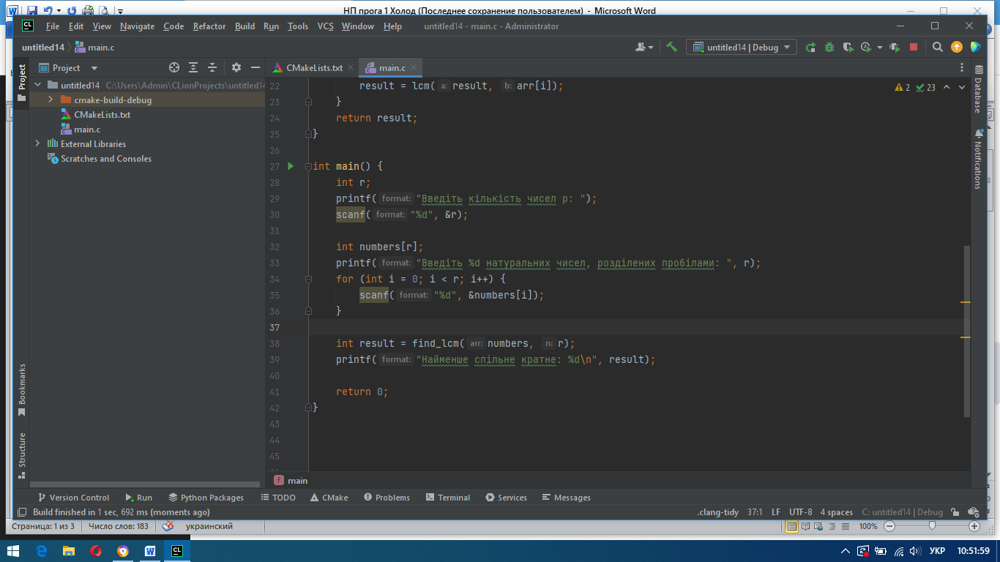 НП прога 1 Холод (Последнее сохранение пользователем) - Microsoft Word
CL File Edit View Navigate Code Refactor Build Run Tools VCS Window Help untitled14 - main.c - Administrator
untitled14 main.c untitled14 | Debug
Project Project CMakeLists.txt main.c
untitled14 C:\Users\Admin\CLionProjects\untitled14
cmake-build-debug
CMakeLists.txt
main.c
External Libraries
Scratches and Consoles
2 23
22 result = lcm( a: result, b: arr[i]);
23 }
24 return result;
25 }
26
27 int main() {
28 int r;
29 printf( format: "Введіть кількість чисел р: ");
30 scanf( format: "%d", &r);
31
32 int numbers[r];
33 printf( format: "Введіть %d натуральних чисел, розділених пробілами: ", r);
34 for (int i = 0; i < r; i++) {
35 scanf( format: "%d", &numbers[i]);
36 }
37
38 int result = find_lcm( arr: numbers, n: r);
39 printf( format: "Найменше спільне кратне: %d\n", result);
40
41 return 0;
42 }
43
44
45
Database
Notifications
Bookmarks
Structure
f main
Version Control Run Python Packages TODO CMake Problems Terminal Services Messages
Build finished in 1 sec, 692 ms (moments ago) .clang-tidy 37:1 LF UTF-8 4 spaces C: untitled14 | Debug
Страница: 1 из 3 Число слов: 183 украинский 100%
W CL УКР 10:51:59